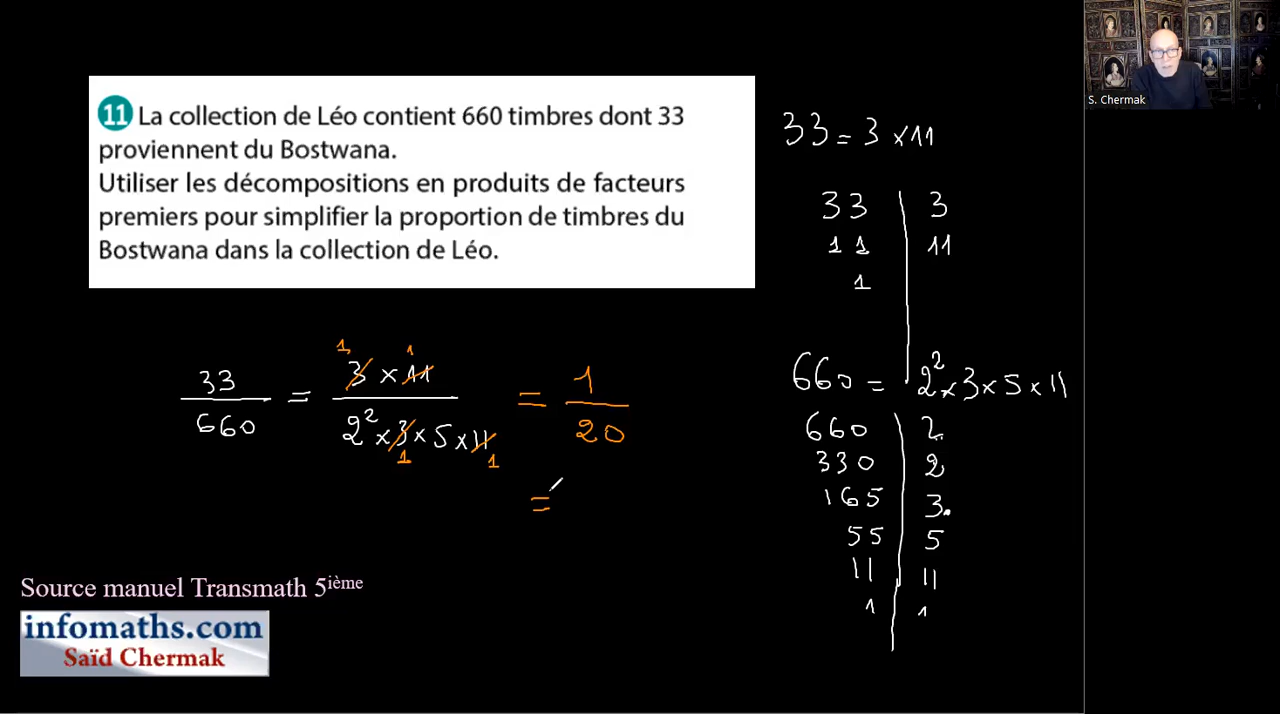 S. Chermak
11 La collection de Léo contient 660 timbres dont 33
proviennent du Bostwana.
Utiliser les décompositions en produits de facteurs
premiers pour simplifier la proportion de timbres du
Bostwana dans la collection de Léo.
33 = 3 × 11
33 | 3
11 | 11
1
33/660 = (3 × 11)/(2² × 3 × 5 × 11) = 1/20
1 1
1 1
=
660 = 2² × 3 × 5 × 11
660 | 2
330 | 2
165 | 3
55 | 5
11 | 11
1 | 1
Source manuel Transmath 5ième
infomaths.com
Saïd Chermak